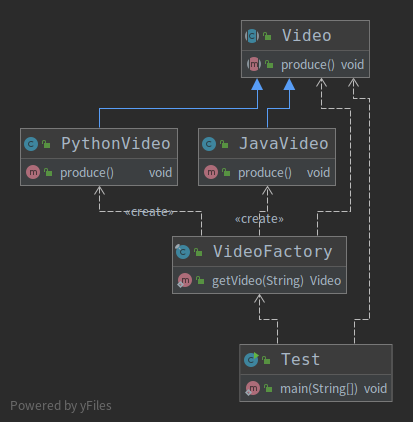 Video
produce() void
PythonVideo
produce() void
JavaVideo
produce() void
«create»
«create»
VideoFactory
getVideo(String) Video
Test
main(String[]) void
Powered by yFiles